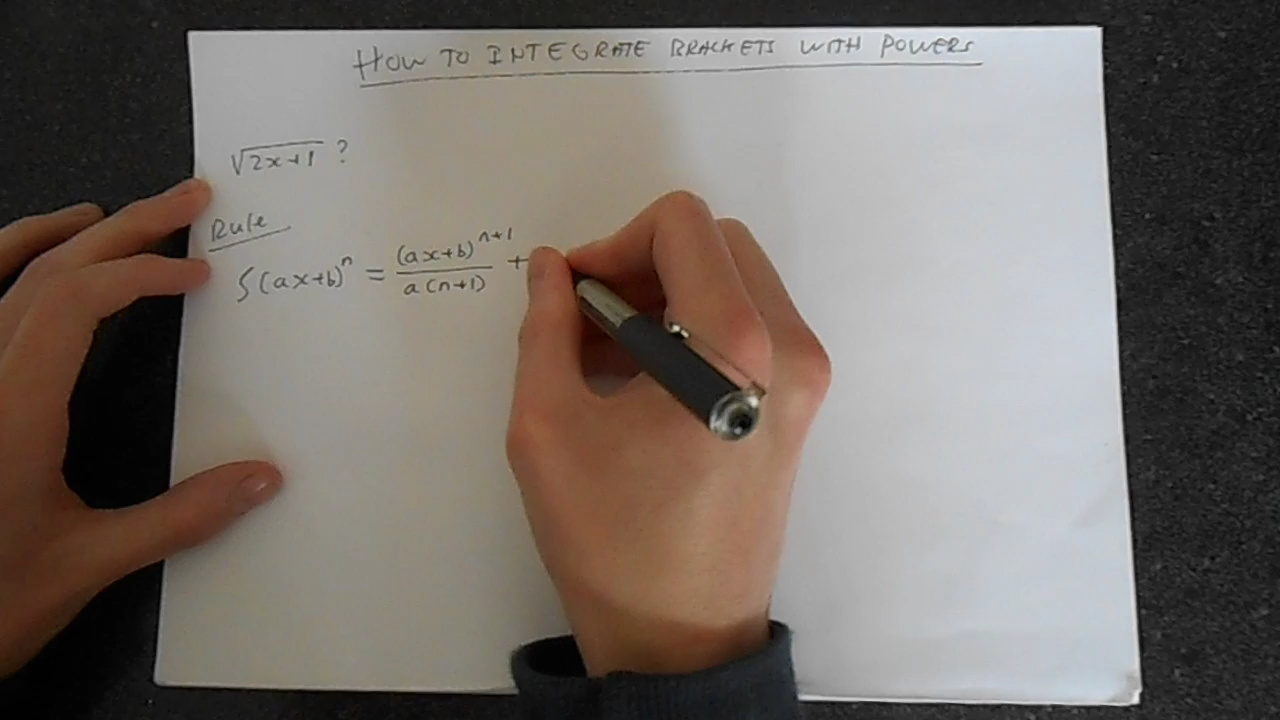 HOW TO INTEGRATE BRACKETS WITH POWERS
√(2x+1) ?
Rule
∫(ax+b)^n = (ax+b)^(n+1) / a(n+1) +